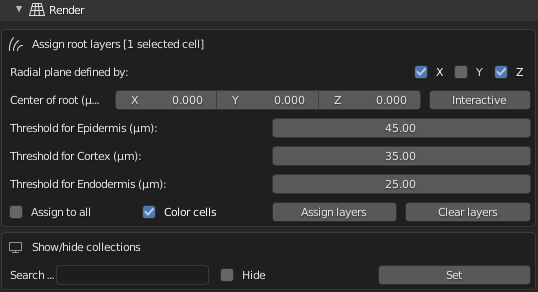 Render
Assign root layers [1 selected cell]
Radial plane defined by: X Y Z
Center of root (µ... X 0.000 Y 0.000 Z 0.000 Interactive
Threshold for Epidermis (µm): 45.00
Threshold for Cortex (µm): 35.00
Threshold for Endodermis (µm): 25.00
Assign to all Color cells Assign layers Clear layers
Show/hide collections
Search ... Hide Set